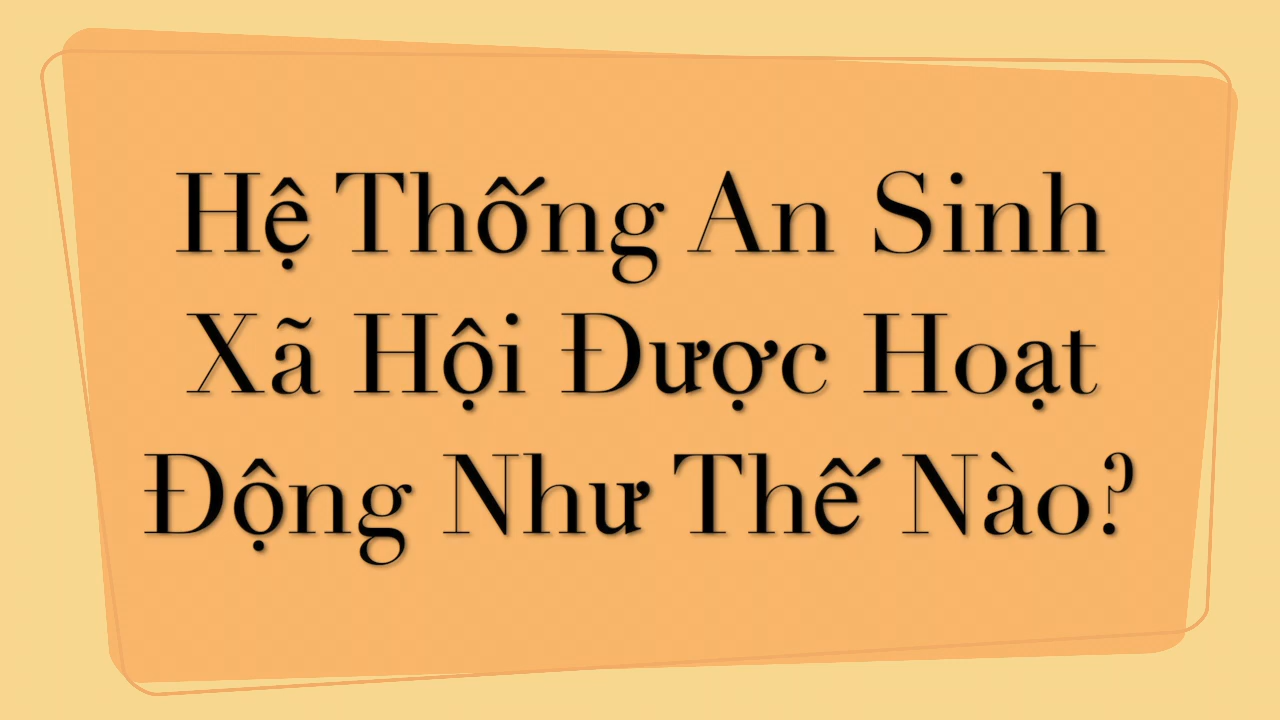 Hệ Thống An Sinh
Xã Hội Được Hoạt
Động Như Thế Nào?